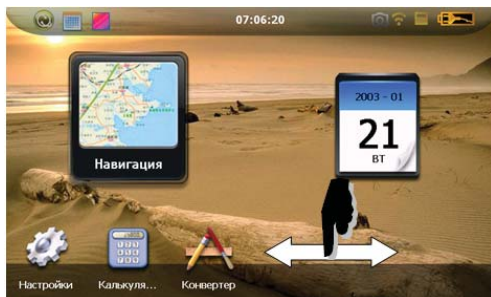 07:06:20
2003 - 01
21
ВТ
Навигация
Настройки Калькуля... Конвертер